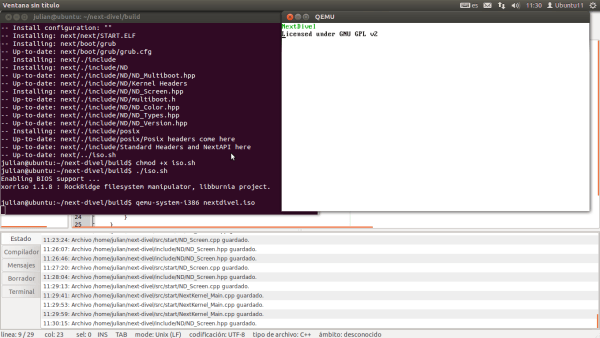 Ventana sin título
es
11:30
Ubuntu11
julian@ubuntu: ~/next-divel/build
-- Install configuration: ""
-- Installing: next/next/START.ELF
-- Installing: next/boot/grub
-- Up-to-date: next/boot/grub/grub.cfg
-- Installing: next/./include
-- Installing: next/./include/ND
-- Up-to-date: next/./include/ND/ND_Multiboot.hpp
-- Up-to-date: next/./include/ND/Kernel Headers
-- Up-to-date: next/./include/ND/ND_Screen.hpp
-- Up-to-date: next/./include/ND/multiboot.h
-- Up-to-date: next/./include/ND/ND_Color.hpp
-- Up-to-date: next/./include/ND/ND_Types.hpp
-- Up-to-date: next/./include/ND/ND_Version.hpp
-- Installing: next/./include/posix
-- Up-to-date: next/./include/posix/Posix headers come here
-- Up-to-date: next/./include/Standard Headers and NextAPI here
-- Up-to-date: next/../iso.sh
julian@ubuntu:~/next-divel/build$ chmod +x iso.sh
julian@ubuntu:~/next-divel/build$ ./iso.sh
Enabling BIOS support ...
xorriso 1.1.8 : RockRidge filesystem manipulator, libburnia project.
julian@ubuntu:~/next-divel/build$ qemu-system-i386 nextdivel.iso
QEMU
NextDivel
Licensed under GNU GPL v2
24 }
25 }
Estado
Compilador
Mensajes
Borrador
Terminal
11:23:24: Archivo /home/julian/next-divel/src/start/ND_Screen.cpp guardado.
11:26:07: Archivo /home/julian/next-divel/include/ND/ND_Screen.hpp guardado.
11:26:46: Archivo /home/julian/next-divel/include/ND/ND_Screen.hpp guardado.
11:27:20: Archivo /home/julian/next-divel/src/start/ND_Screen.cpp guardado.
11:28:04: Archivo /home/julian/next-divel/include/ND/ND_Screen.hpp guardado.
11:29:13: Archivo /home/julian/next-divel/src/start/ND_Screen.cpp guardado.
11:29:41: Archivo /home/julian/next-divel/src/start/NextKernel_Main.cpp guardado.
11:29:53: Archivo /home/julian/next-divel/src/start/NextKernel_Main.cpp guardado.
11:29:59: Archivo /home/julian/next-divel/src/start/NextKernel_Main.cpp guardado.
11:30:15: Archivo /home/julian/next-divel/include/ND/ND_Screen.hpp guardado.
línea: 9 / 29 col: 23 sel: 0 INS TAB modo: Unix (LF) codificación: UTF-8 tipo de archivo: C++ ámbito: desconocido